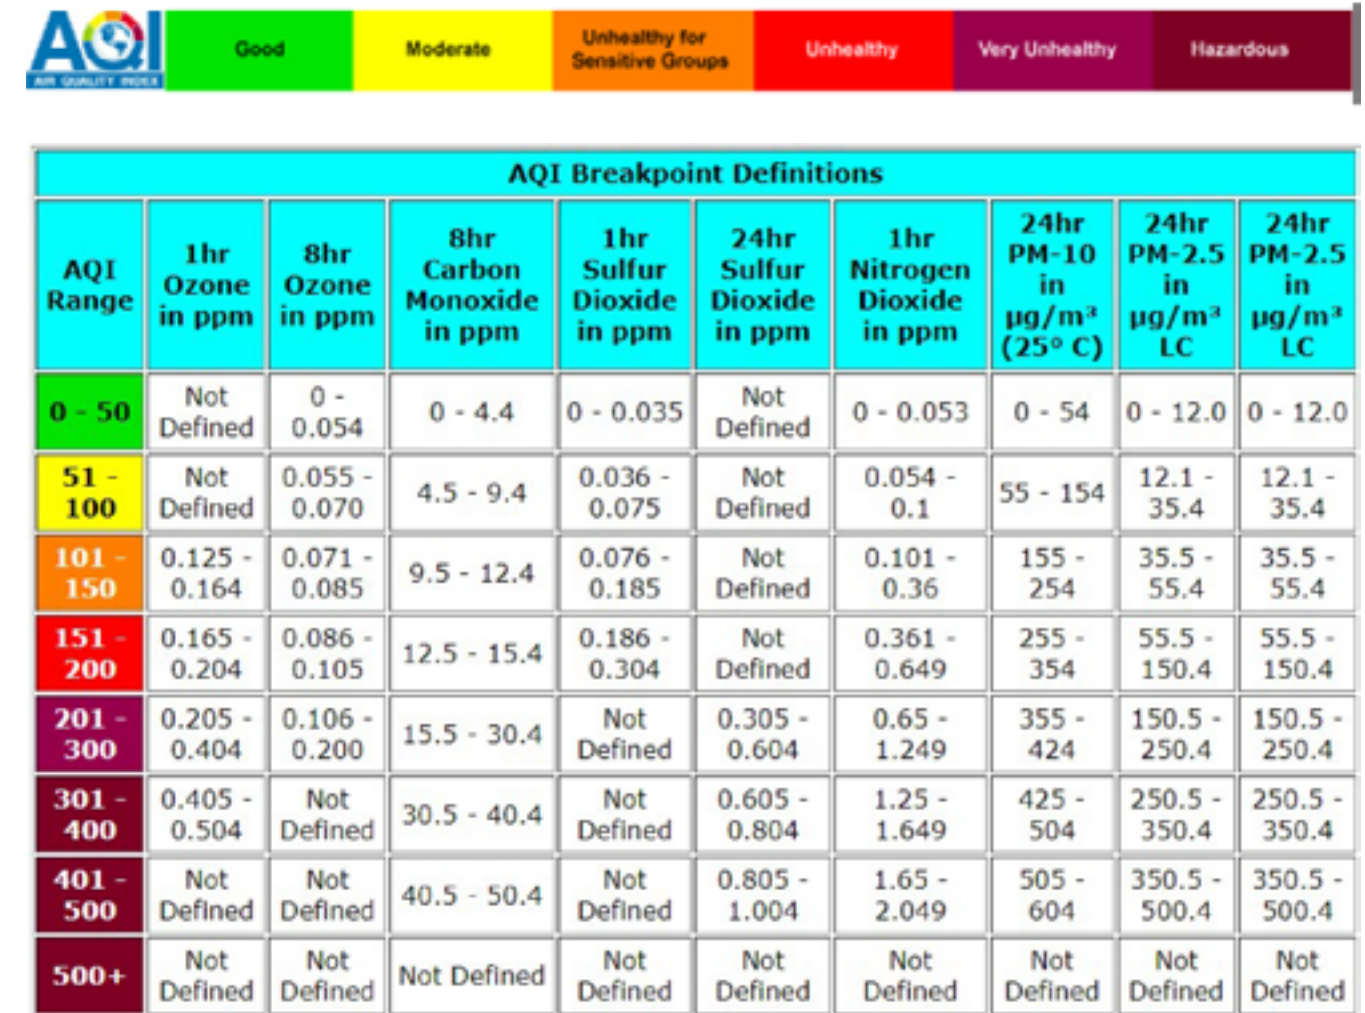 AQI
AIR QUALITY INDEX
Good
Moderate
Unhealthy for
Sensitive Groups
Unhealthy
Very Unhealthy
Hazardous
AQI Breakpoint Definitions
AQI
Range
1hr
Ozone
in ppm
8hr
Ozone
in ppm
8hr
Carbon
Monoxide
in ppm
1hr
Sulfur
Dioxide
in ppm
24hr
Sulfur
Dioxide
in ppm
1hr
Nitrogen
Dioxide
in ppm
24hr
PM-10
in
µg/m³
(25° C)
24hr
PM-2.5
in
µg/m³
LC
24hr
PM-2.5
in
µg/m³
LC
0 - 50
Not
Defined
0 -
0.054
0 - 4.4
0 - 0.035
Not
Defined
0 - 0.053
0 - 54
0 - 12.0
0 - 12.0
51 -
100
Not
Defined
0.055 -
0.070
4.5 - 9.4
0.036 -
0.075
Not
Defined
0.054 -
0.1
55 - 154
12.1 -
35.4
12.1 -
35.4
101 -
150
0.125 -
0.164
0.071 -
0.085
9.5 - 12.4
0.076 -
0.185
Not
Defined
0.101 -
0.36
155 -
254
35.5 -
55.4
35.5 -
55.4
151 -
200
0.165 -
0.204
0.086 -
0.105
12.5 - 15.4
0.186 -
0.304
Not
Defined
0.361 -
0.649
255 -
354
55.5 -
150.4
55.5 -
150.4
201 -
300
0.205 -
0.404
0.106 -
0.200
15.5 - 30.4
Not
Defined
0.305 -
0.604
0.65 -
1.249
355 -
424
150.5 -
250.4
150.5 -
250.4
301 -
400
0.405 -
0.504
Not
Defined
30.5 - 40.4
Not
Defined
0.605 -
0.804
1.25 -
1.649
425 -
504
250.5 -
350.4
250.5 -
350.4
401 -
500
Not
Defined
Not
Defined
40.5 - 50.4
Not
Defined
0.805 -
1.004
1.65 -
2.049
505 -
604
350.5 -
500.4
350.5 -
500.4
500+
Not
Defined
Not
Defined
Not Defined
Not
Defined
Not
Defined
Not
Defined
Not
Defined
Not
Defined
Not
Defined